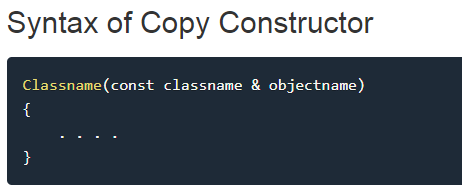 Syntax of Copy Constructor
Classname(const classname & objectname)
{
    . . . .
}